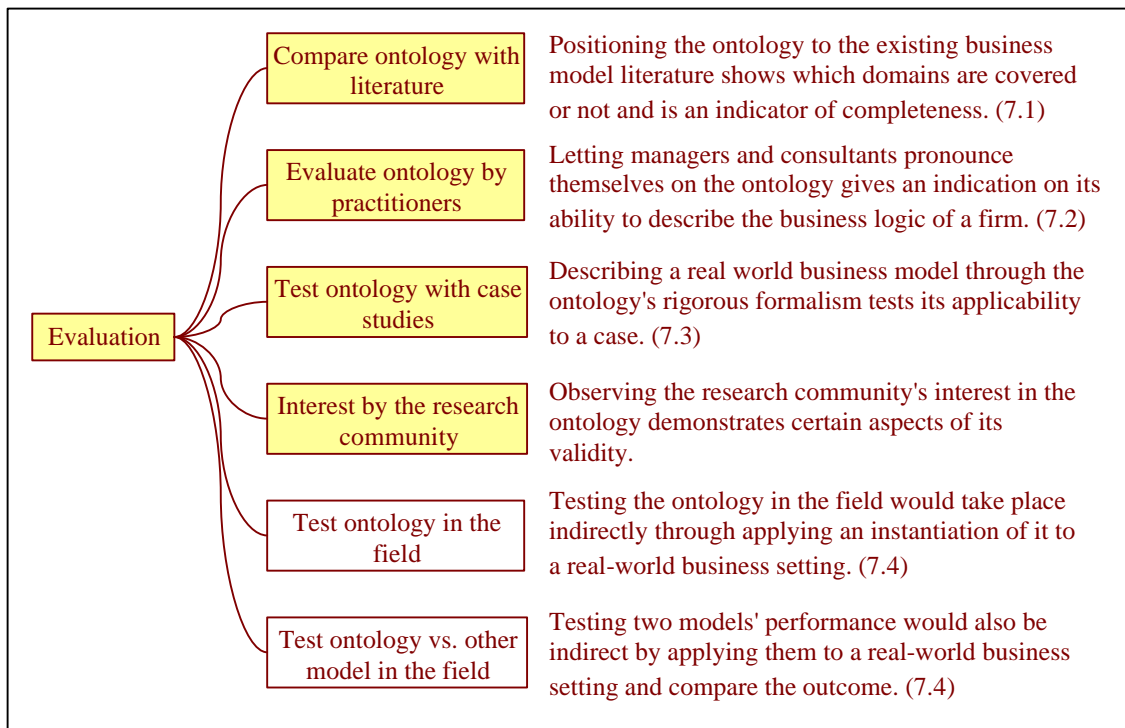 Compare ontology with
literature
Positioning the ontology to the existing business
model literature shows which domains are covered
or not and is an indicator of completeness. (7.1)
Evaluate ontology by
practitioners
Letting managers and consultants pronounce
themselves on the ontology gives an indication on its
ability to describe the business logic of a firm. (7.2)
Test ontology with case
studies
Describing a real world business model through the
ontology's rigorous formalism tests its applicability
to a case. (7.3)
Evaluation
Interest by the research
community
Observing the research community's interest in the
ontology demonstrates certain aspects of its
validity.
Test ontology in the
field
Testing the ontology in the field would take place
indirectly through applying an instantiation of it to
a real-world business setting. (7.4)
Test ontology vs. other
model in the field
Testing two models' performance would also be
indirect by applying them to a real-world business
setting and compare the outcome. (7.4)